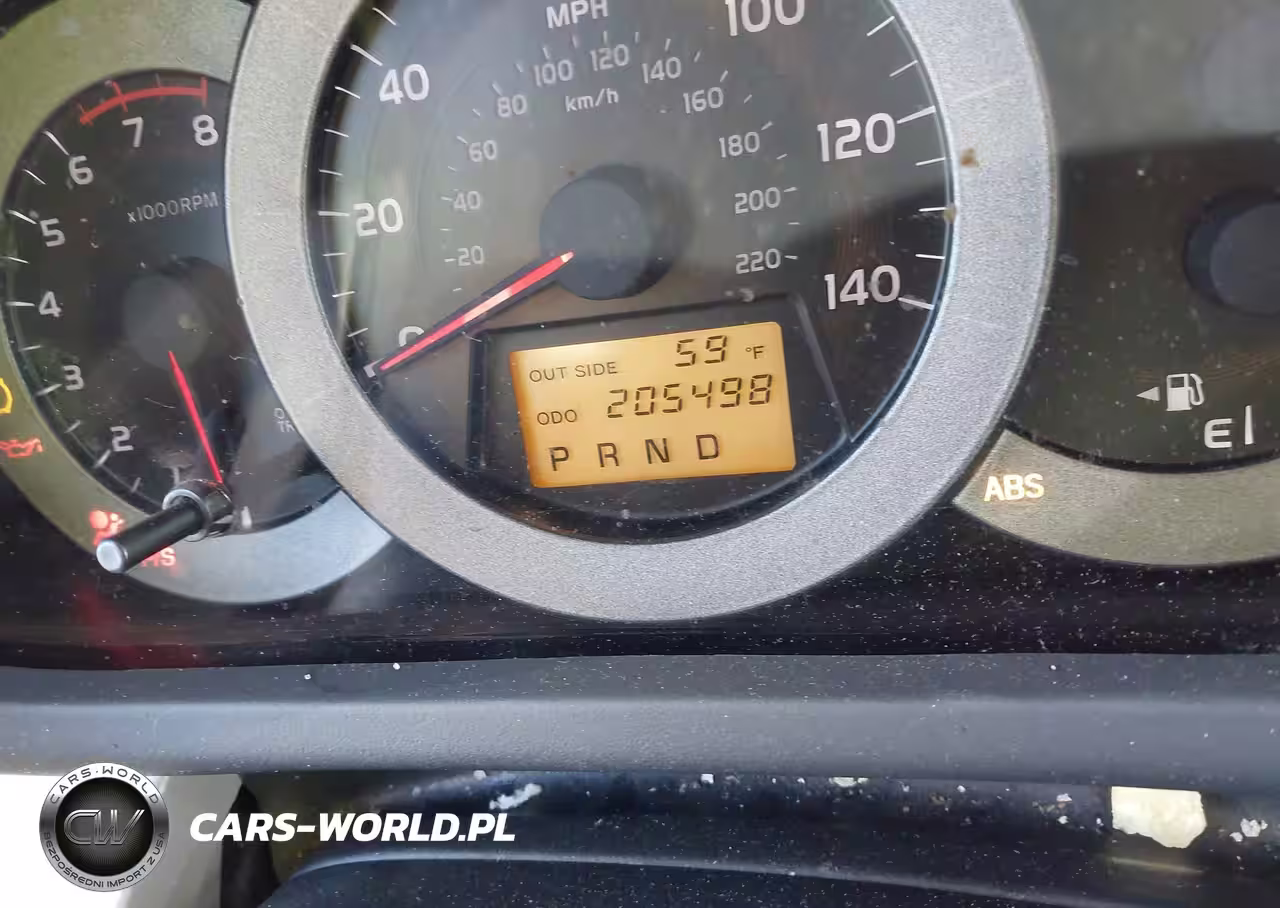 MPH
100
40
100 120 140
80 160
km/h
7 8
6
60 180
120
x1000RPM
40 200
20
5
20 220
140
4
3
2
OUT SIDE 59 °F
ODO 205498
P R N D
E
ABS
CARS-WORLD
CW
BEZPOŚREDNI IMPORT Z USA
CARS-WORLD.PL